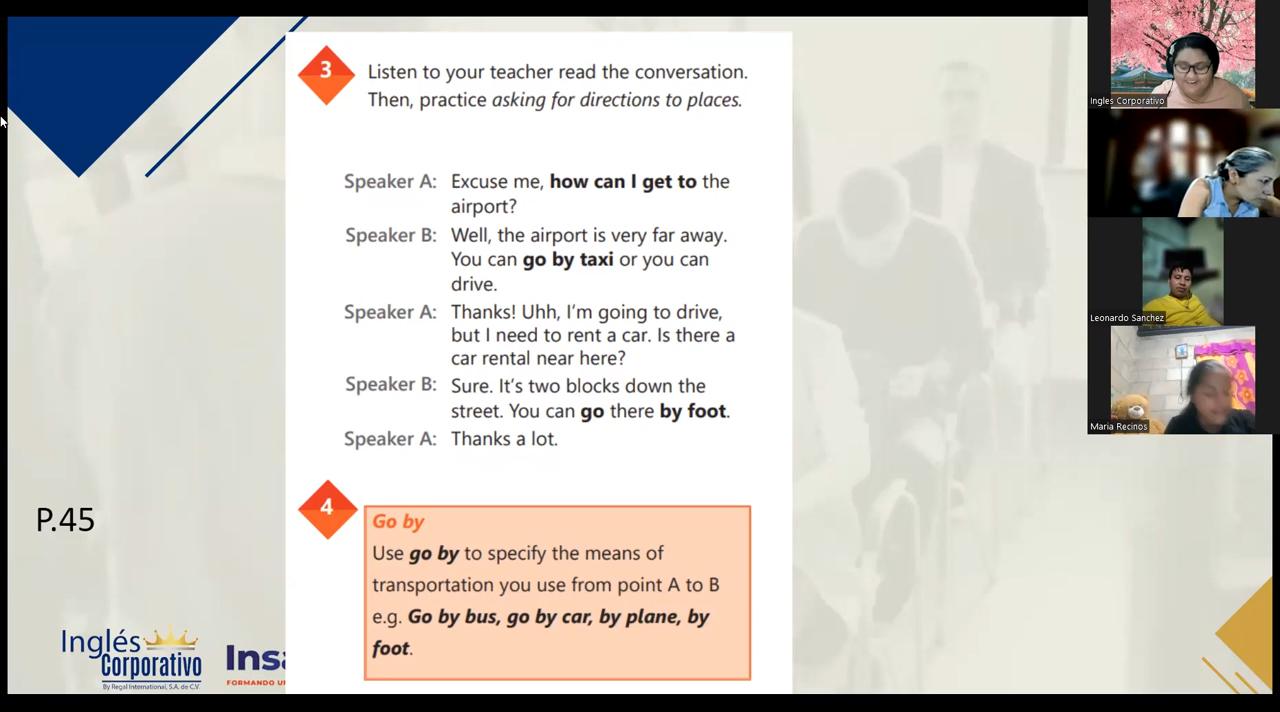 3
Listen to your teacher read the conversation.
Then, practice asking for directions to places.
Speaker A: Excuse me, how can I get to the
airport?
Speaker B: Well, the airport is very far away.
You can go by taxi or you can
drive.
Speaker A: Thanks! Uhh, I'm going to drive,
but I need to rent a car. Is there a
car rental near here?
Speaker B: Sure. It's two blocks down the
street. You can go there by foot.
Speaker A: Thanks a lot.
4
Go by
Use go by to specify the means of
transportation you use from point A to B
e.g. Go by bus, go by car, by plane, by
foot.
P.45
Inglés
Corporativo
By Regal International, S.A. de C.V.
Insa
FORMANDO UN
Ingles Corporativo
Leonardo Sanchez
Maria Recinos